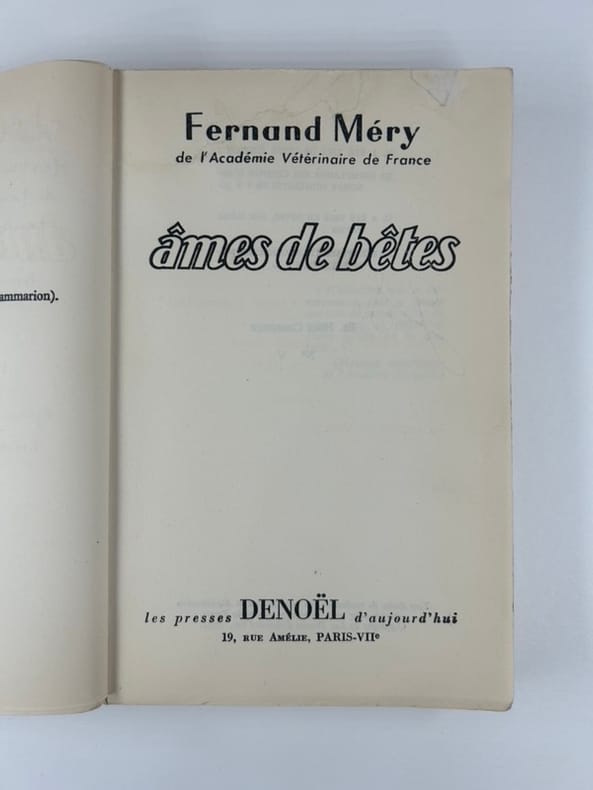 ammarion).
Fernand Méry
de l'Académie Vétérinaire de France
âmes de bêtes
les presses DENOËL d'aujourd'hui
19, RUE AMÉLIE, PARIS-VIIe